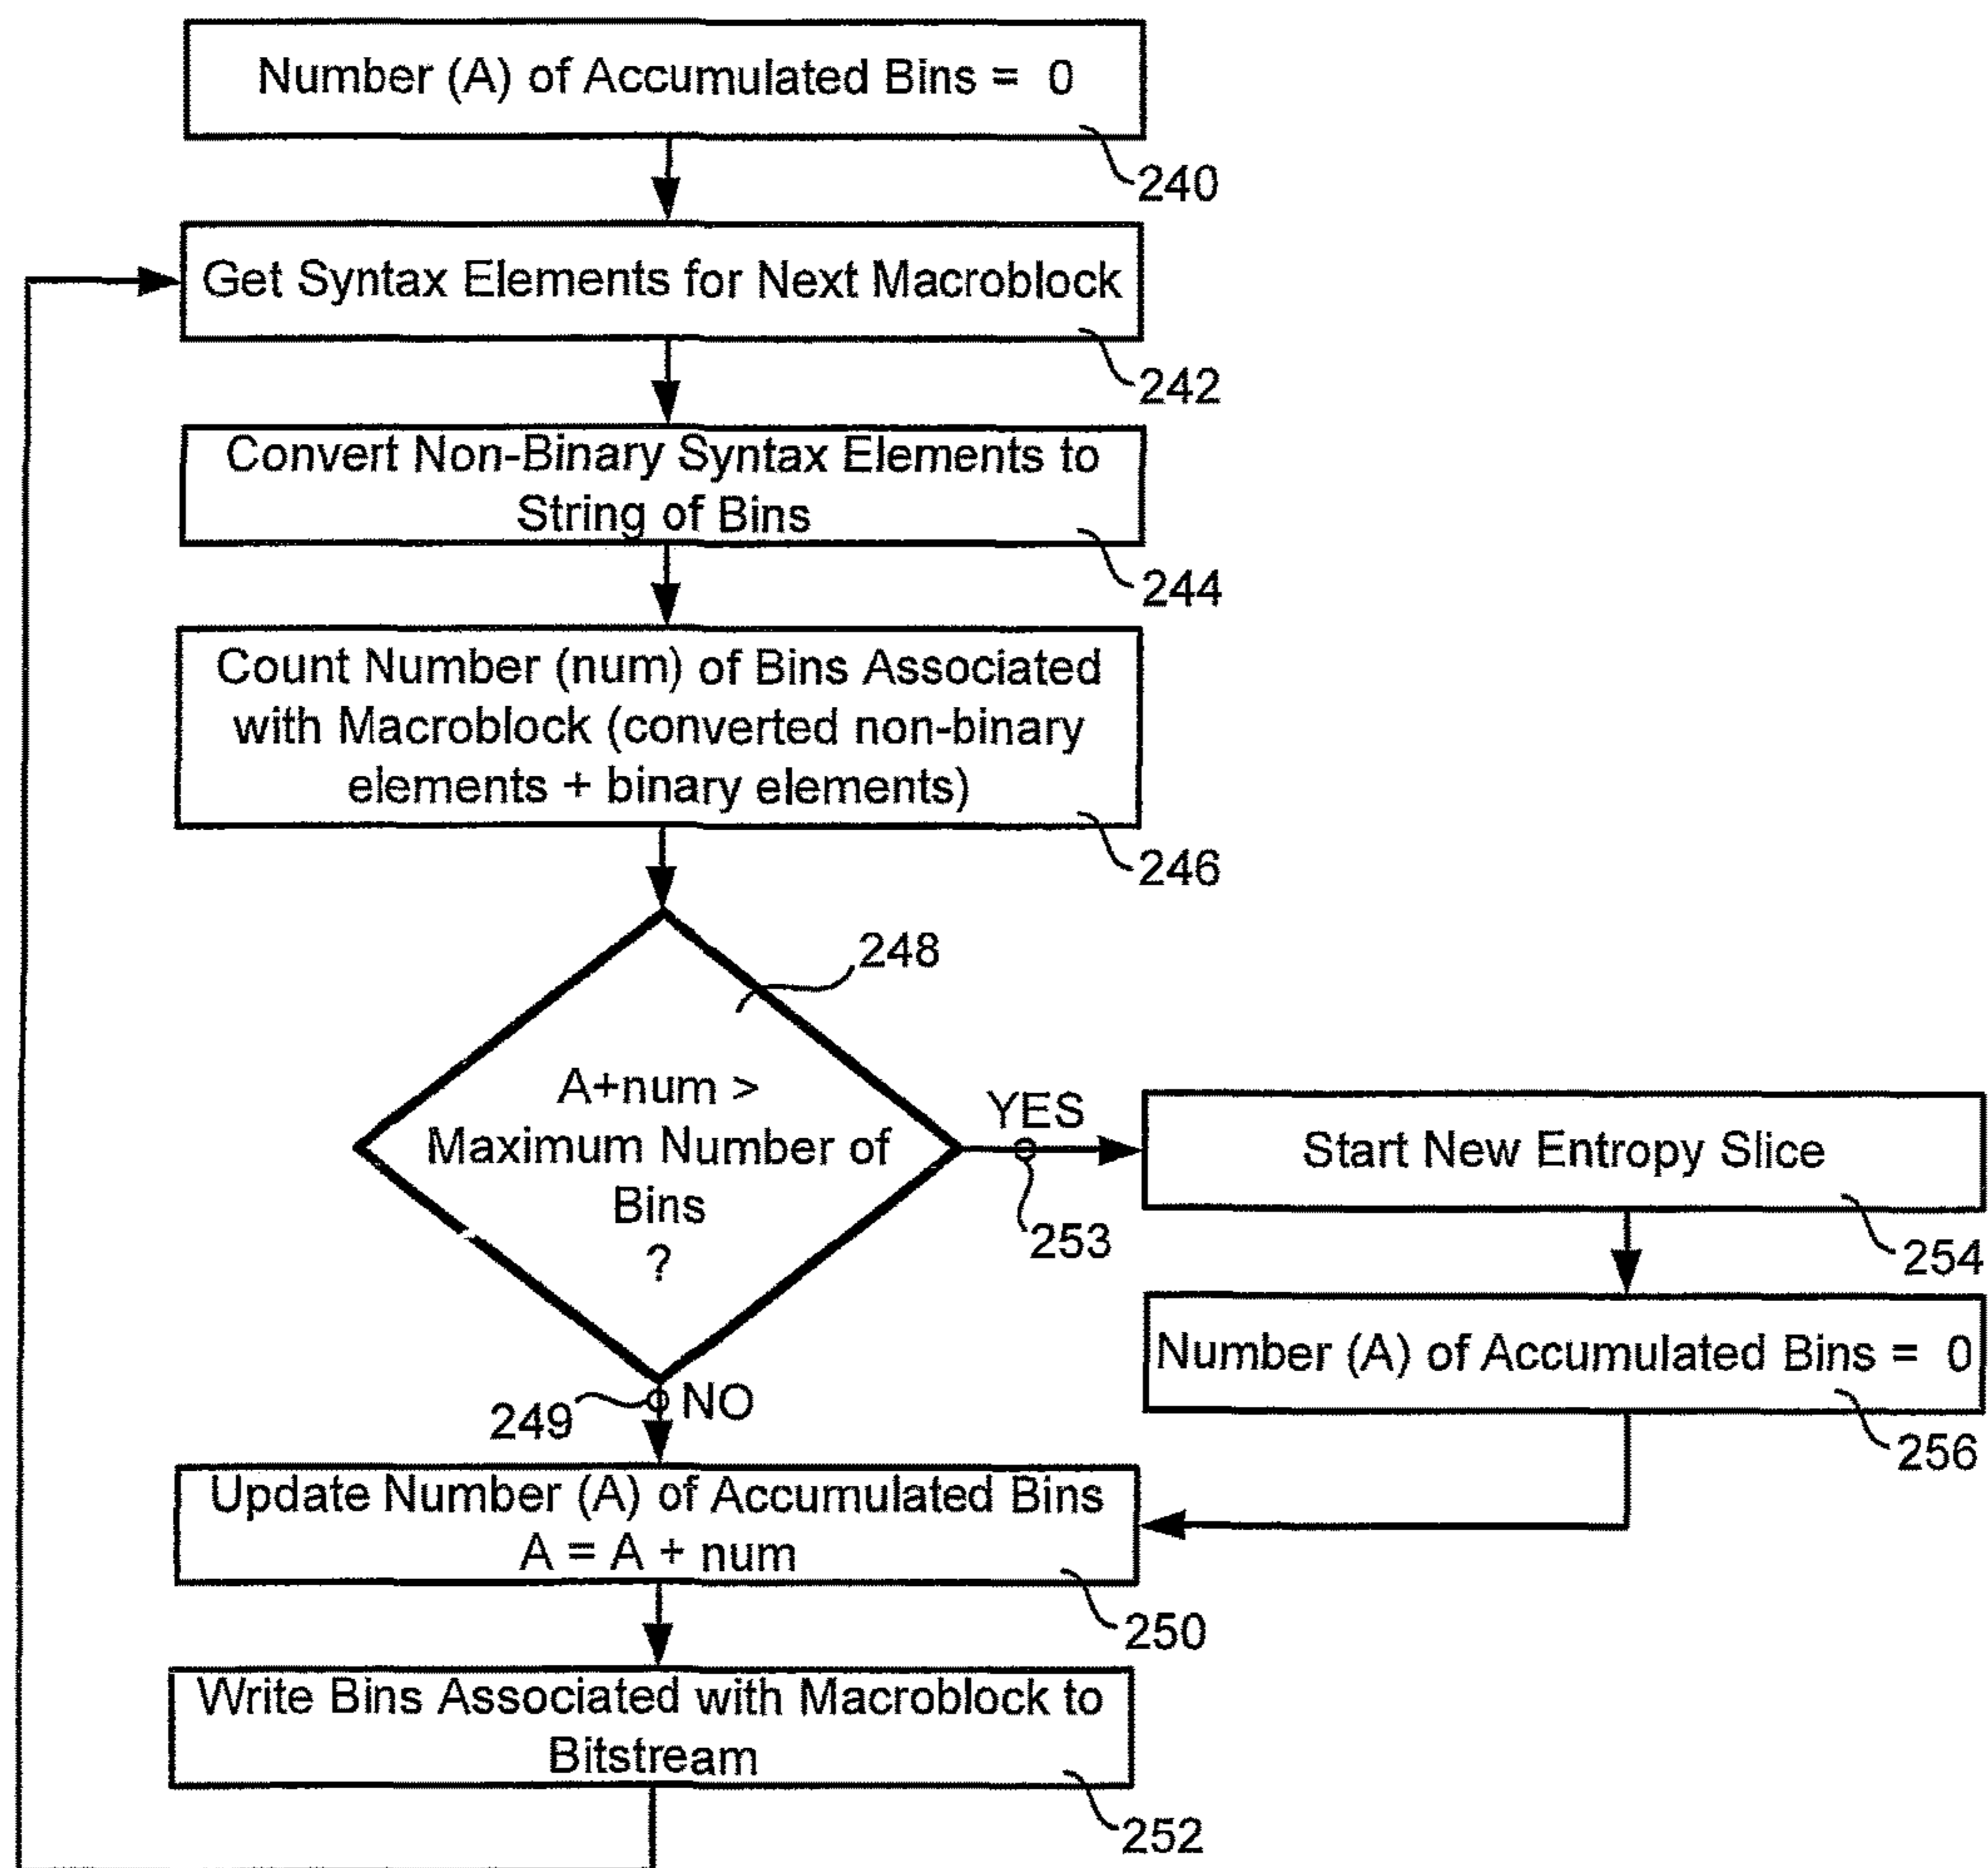 Number (A) of Accumulated Bins = 0
240
Get Syntax Elements for Next Macroblock
242
Convert Non-Binary Syntax Elements to
String of Bins
244
Count Number (num) of Bins Associated
with Macroblock (converted non-binary
elements + binary elements)
246
248
A+num >
Maximum Number of
Bins
?
YES
253
Start New Entropy Slice
254
Number (A) of Accumulated Bins = 0
256
249
NO
Update Number (A) of Accumulated Bins
A = A + num
250
Write Bins Associated with Macroblock to
Bitstream
252